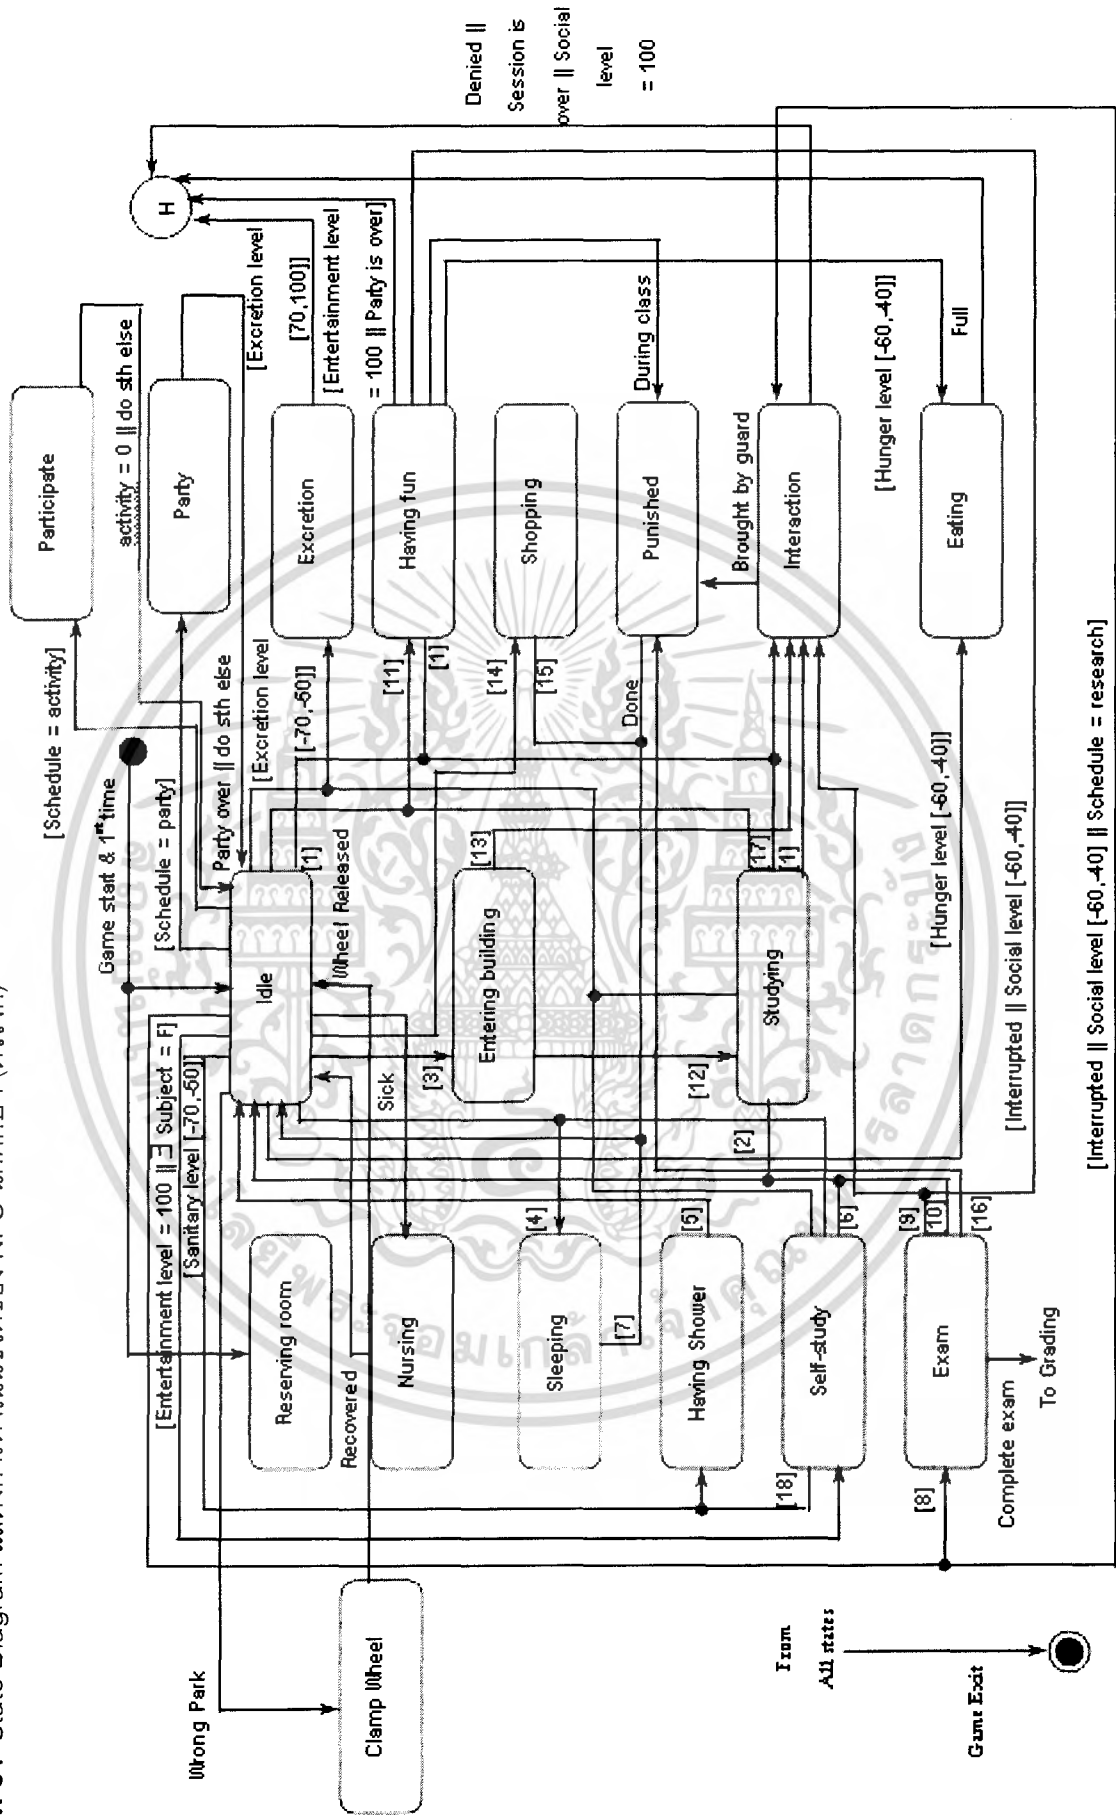 State Diagram
[Schedule = activity]
Participate
activity = 0 || do sth else
Game start & 1st time
[Schedule = party]
Party
Party over || do sth else
[Excretion level
[Excretion level
[70,100]]
H
Denied ||
Session is
over || Social
level
= 100
Wrong Park
Clamp Wheel
[Entertainment level = 100 || ∃ Subject = F]
[Sanitary level [-70,-50]]
Reserving room
Idle
[1]
Wheel Released
[-70,-50]]
Excretion
[Entertainment level
= 100 || Party is over]
Recovered
Nursing
Sick
[3]
[11]
[1]
Having fun
Entering building
[13]
[14]
[15]
Shopping
Sleeping
[4]
[7]
Done
Punished
During class
Having Shower
[5]
[2]
[12]
Studying
[17]
[1]
Brought by guard
Interaction
[18]
Self-study
[6]
[Hunger level [-60,-40]]
[Hunger level [-60,-40]]
Eating
Full
[8]
Exam
[9]
[10]
[16]
Complete exam
To Grading
[Interrupted || Social level [-60,-40]]
[Interrupted || Social level [-60,-40] || Schedule = research]
From
All states
Game Exit